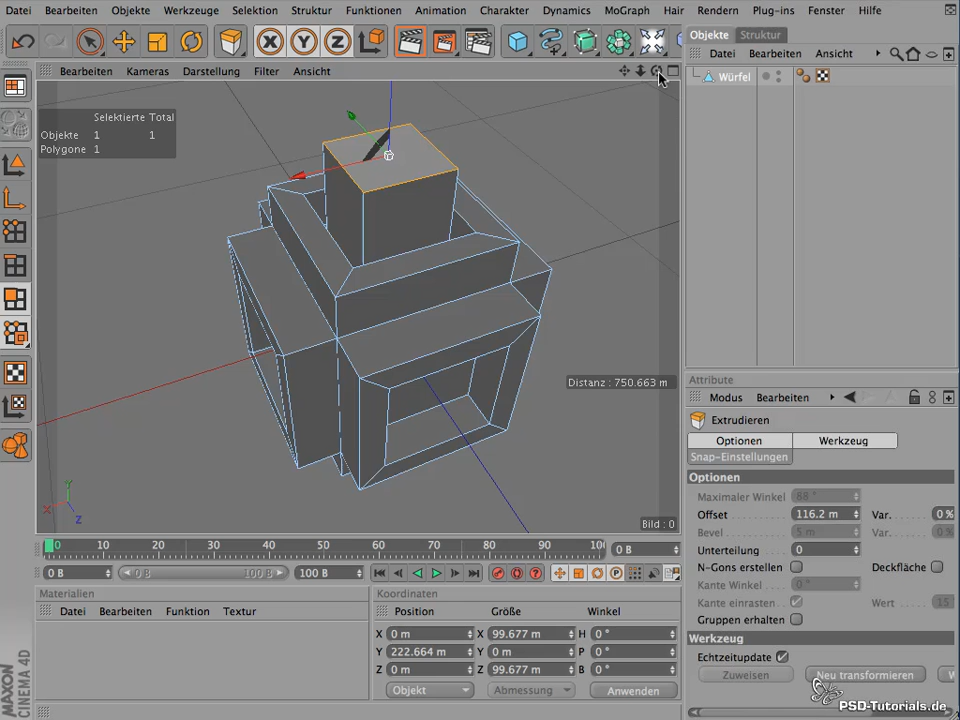 Datei Bearbeiten Objekte Werkzeuge Selektion Struktur Funktionen Animation Charakter Dynamics MoGraph Hair Rendern Plug-ins Fenster Hilfe
X Y Z
Objekte Struktur
Datei Bearbeiten Ansicht
Bearbeiten Kameras Darstellung Filter Ansicht
Würfel
Selektierte Total
Objekte 1 1
Polygone 1
Distanz : 750.663 m
Y
X
Z
Bild : 0
Attribute
Modus Bearbeiten
Extrudieren
Optionen Werkzeug
Snap-Einstellungen
Optionen
Maximaler Winkel 88 °
Offset 116.2 m Var. 0 %
Bevel 5 m Var. 0 %
Unterteilung 0
N-Gons erstellen Deckfläche
Kante Winkel 0 °
Kante einrasten Wert 15
Gruppen erhalten
Werkzeug
Echtzeitupdate
Zuweisen Neu transformieren W
0 10 20 30 40 50 60 70 80 90 100 0 B
0 B 0 B 100 B 100 B
Materialien
Datei Bearbeiten Funktion Textur
Koordinaten
Position Größe Winkel
X 0 m X 99.677 m H 0 °
Y 222.664 m Y 0 m P 0 °
Z 0 m Z 99.677 m B 0 °
Objekt Abmessung Anwenden
MAXON
CINEMA 4D
PSD-Tutorials.de